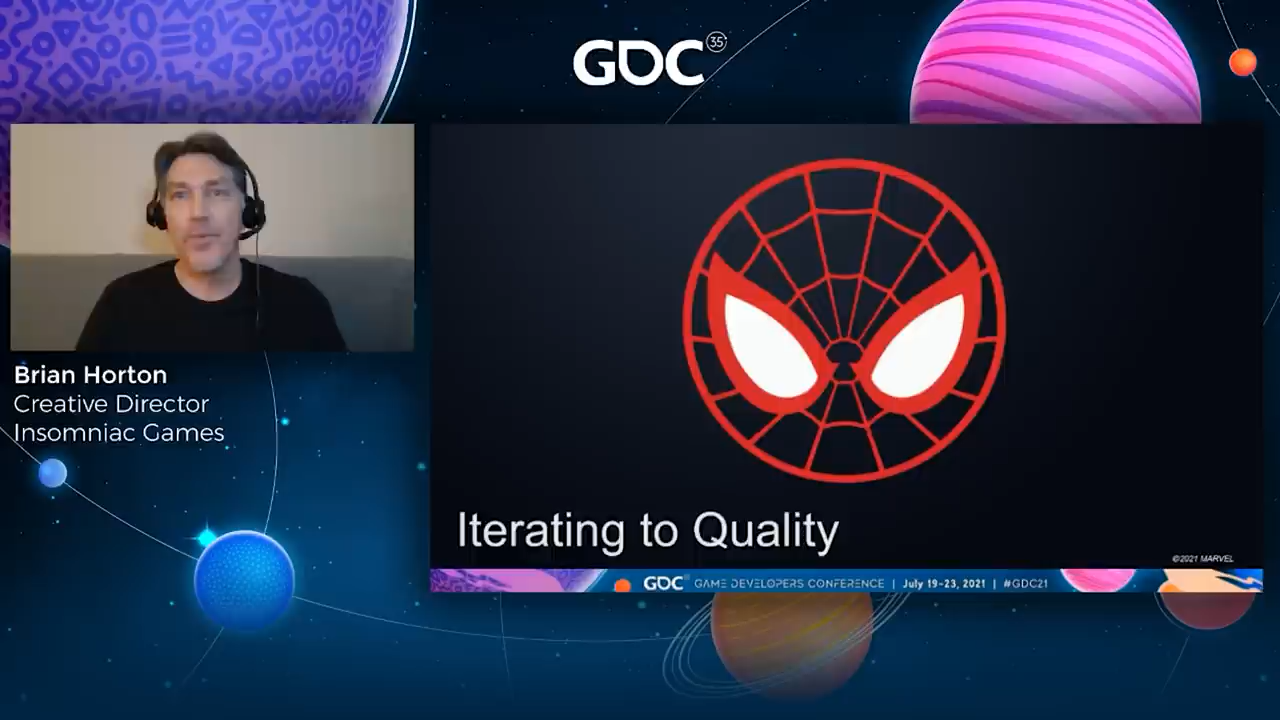 GDC 35
Brian Horton
Creative Director
Insomniac Games
Iterating to Quality
©2021 MARVEL
GDC GAME DEVELOPERS CONFERENCE | July 19-23, 2021 | #GDC21